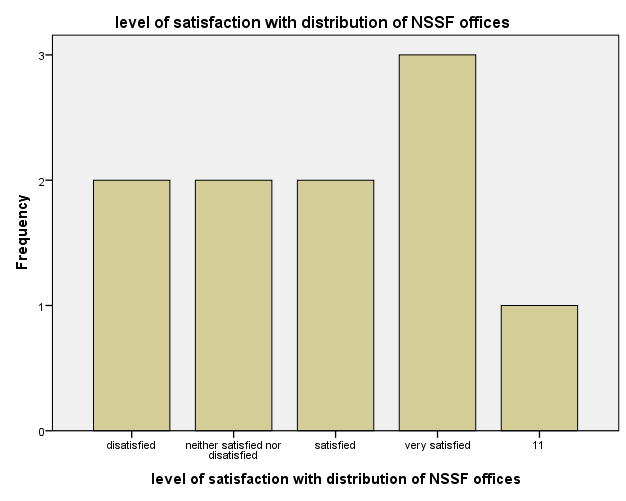 level of satisfaction with distribution of NSSF offices
Frequency
3
2
1
0
disatisfied
neither satisfied nor
disatisfied
satisfied
very satisfied
11
level of satisfaction with distribution of NSSF offices